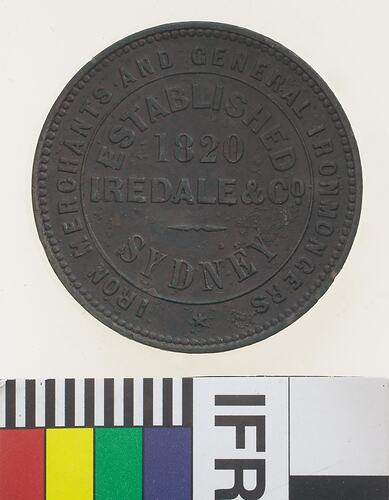 IRON MERCHANTS AND GENERAL IRONMONGERS
ESTABLISHED
1820
IREDALE & Co
SYDNEY
IFR